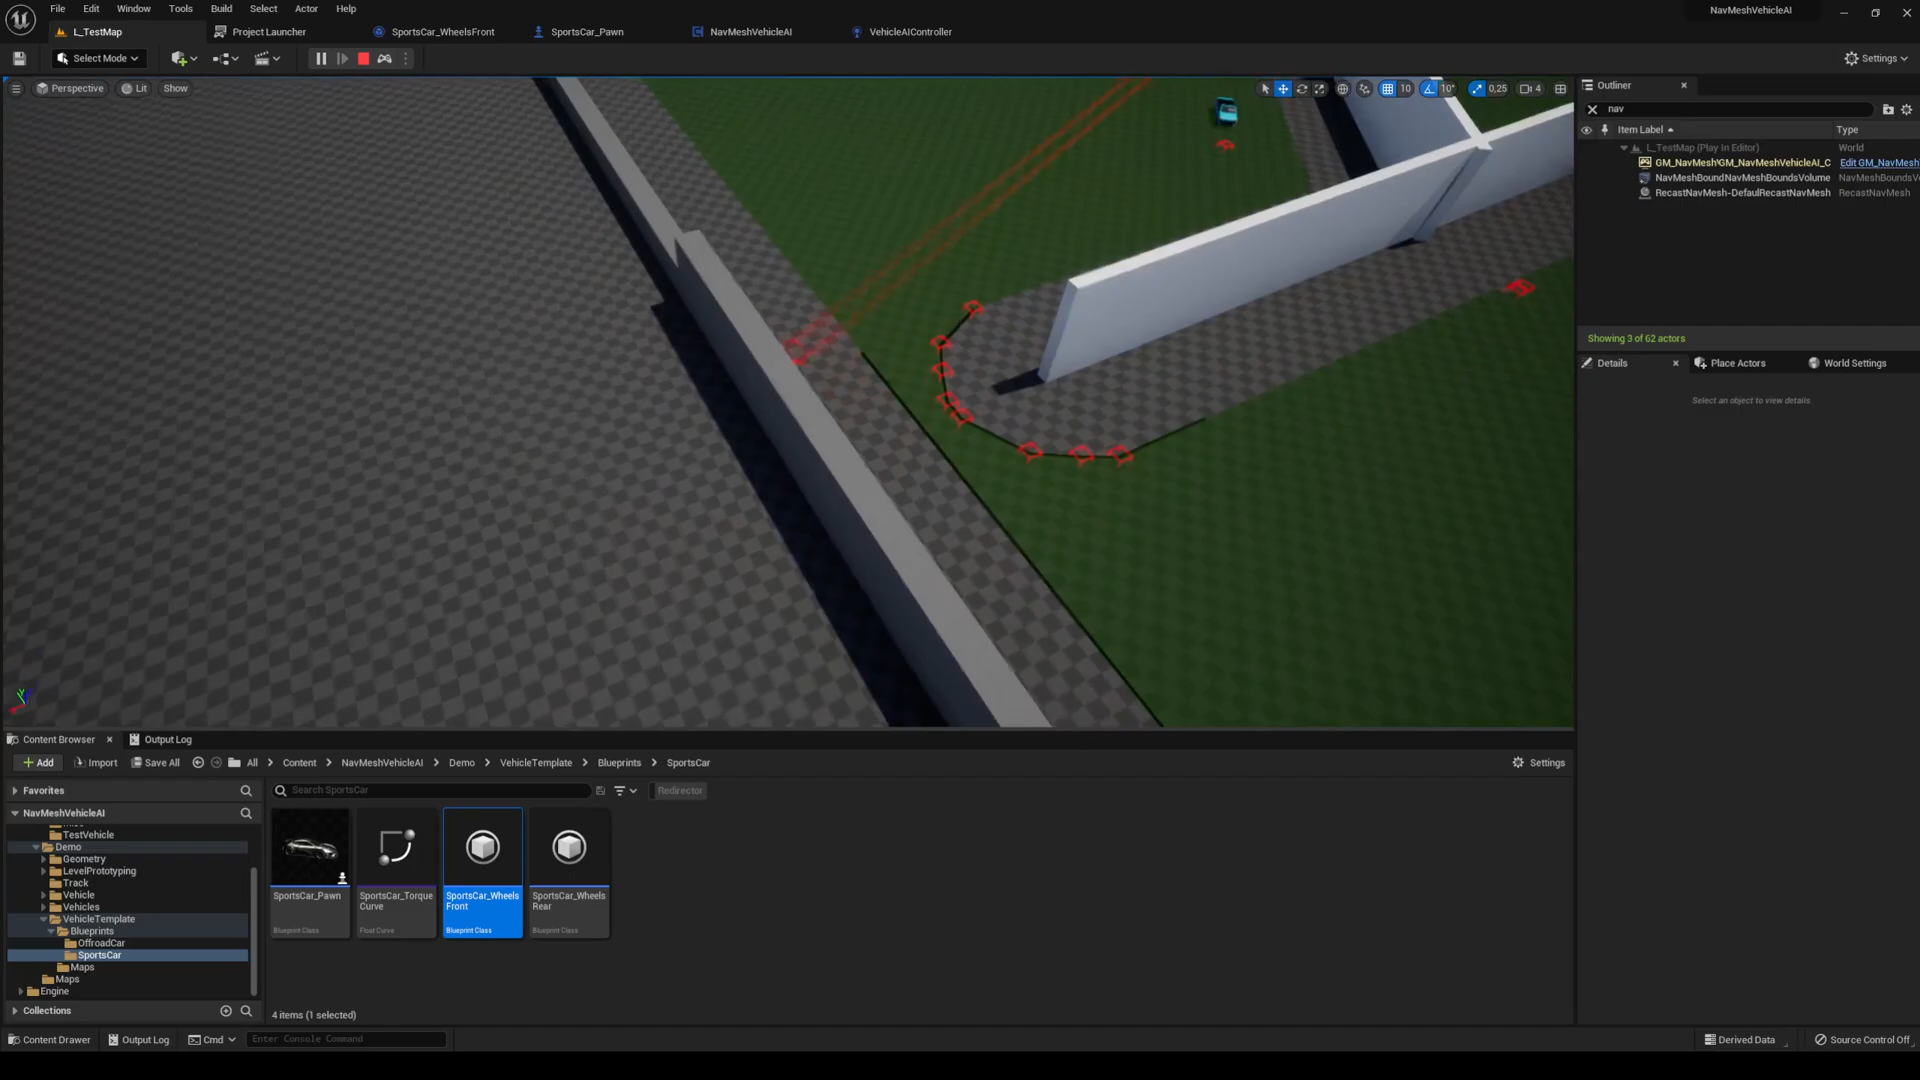 File Edit Window Tools Build Select Actor Help
NavMeshVehicleAI
L_TestMap Project Launcher SportsCar_WheelsFront SportsCar_Pawn NavMeshVehicleAI VehicleAIController
Select Mode
Settings
Perspective Lit Show
10 10° 0,25 4
Outliner
nav
Item Label Type
L_TestMap (Play In Editor) World
GM_NavMeshVGM_NavMeshVehicleAI_C Edit GM_NavMesh
NavMeshBoundNavMeshBoundsVolume NavMeshBoundsV
RecastNavMesh-DefaulRecastNavMesh RecastNavMesh
Showing 3 of 62 actors
Details Place Actors World Settings
Select an object to view details.
Content Browser Output Log
Add Import Save All All > Content > NavMeshVehicleAI > Demo > VehicleTemplate > Blueprints > SportsCar
Settings
Favorites
Search SportsCar
Redirector
NavMeshVehicleAI
TestVehicle
Demo
Geometry
LevelPrototyping
Track
Vehicle
Vehicles
VehicleTemplate
Blueprints
OffroadCar
SportsCar
Maps
Maps
Engine
Collections
SportsCar_Pawn
Blueprint Class
SportsCar_Torque
Curve
Float Curve
SportsCar_Wheels
Front
Blueprint Class
SportsCar_Wheels
Rear
Blueprint Class
4 items (1 selected)
Content Drawer Output Log Cmd Enter Console Command
Derived Data Source Control Off